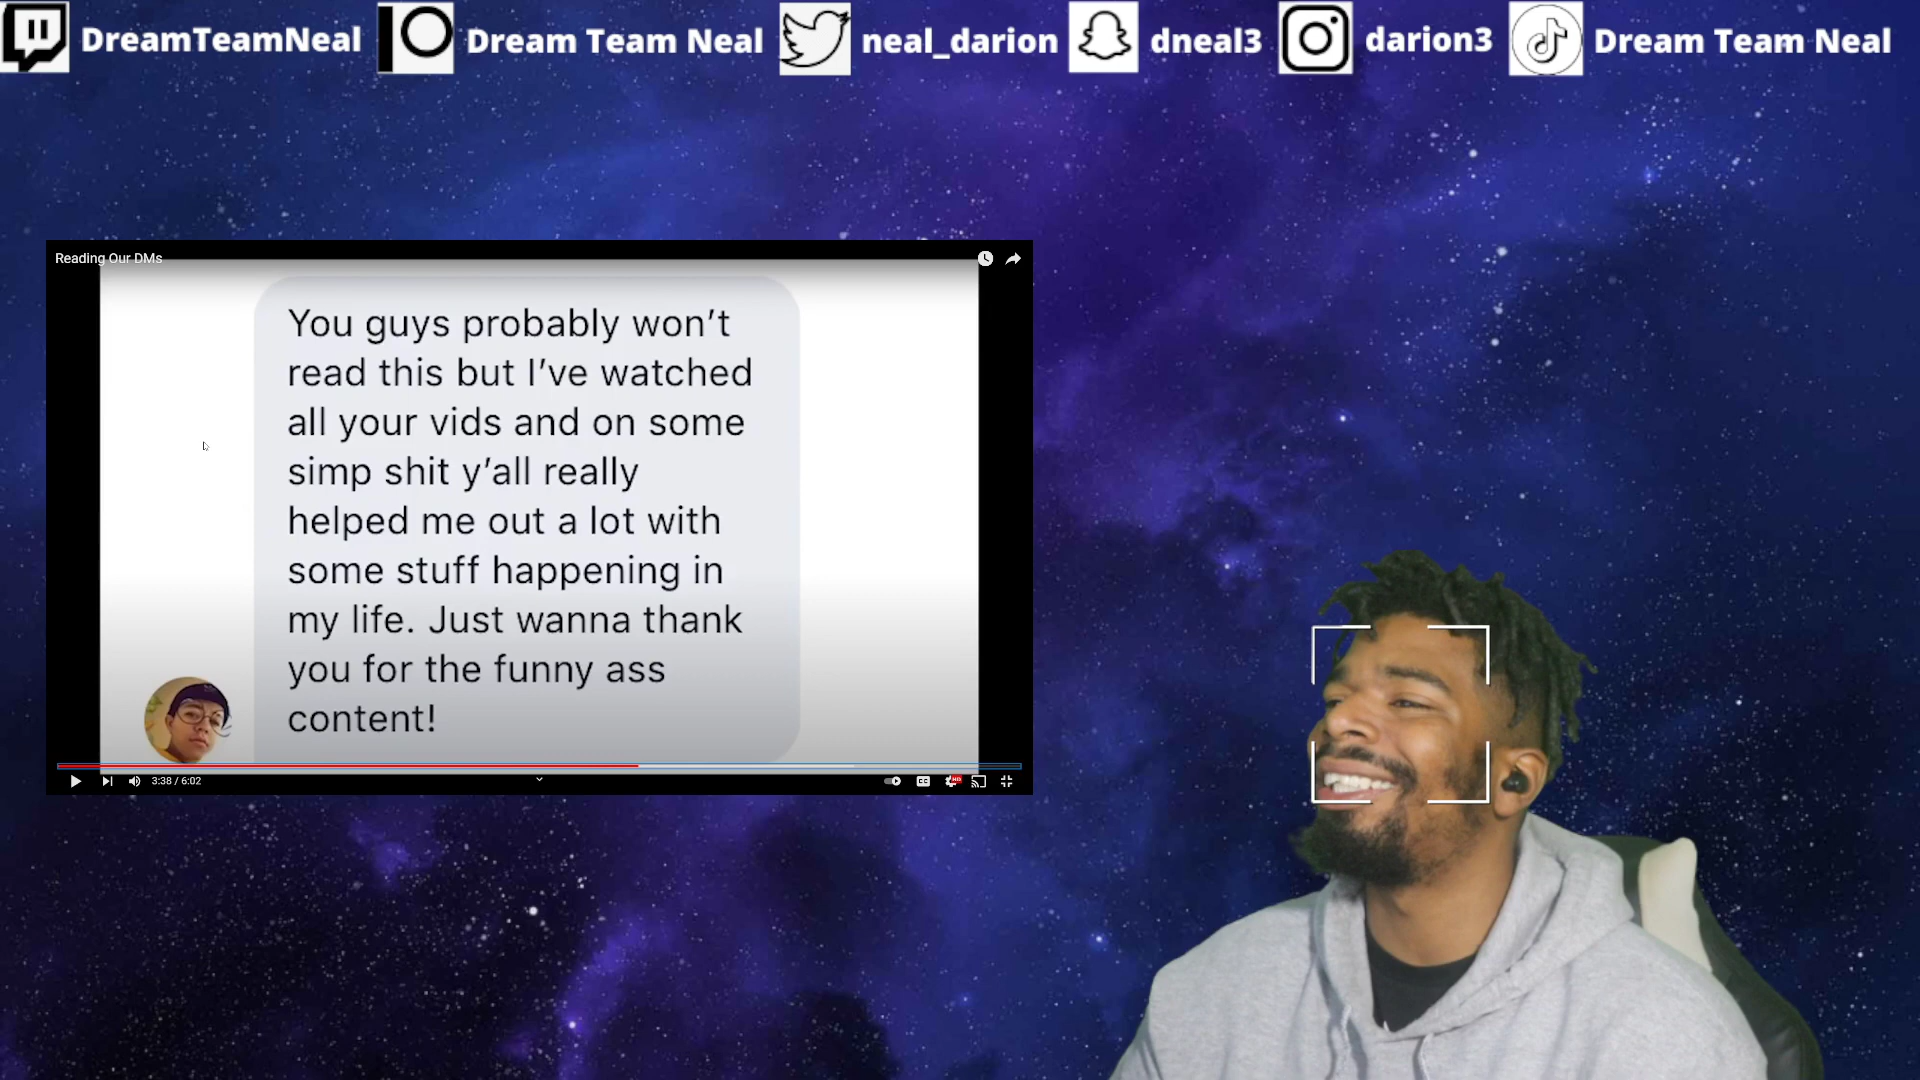 DreamTeamNeal Dream Team Neal neal_darion dneal3 darion3 Dream Team Neal
Reading Our DMs
You guys probably won’t
read this but I’ve watched
all your vids and on some
simp shit y’all really
helped me out a lot with
some stuff happening in
my life. Just wanna thank
you for the funny ass
content!
3:38 / 6:02
CC HD